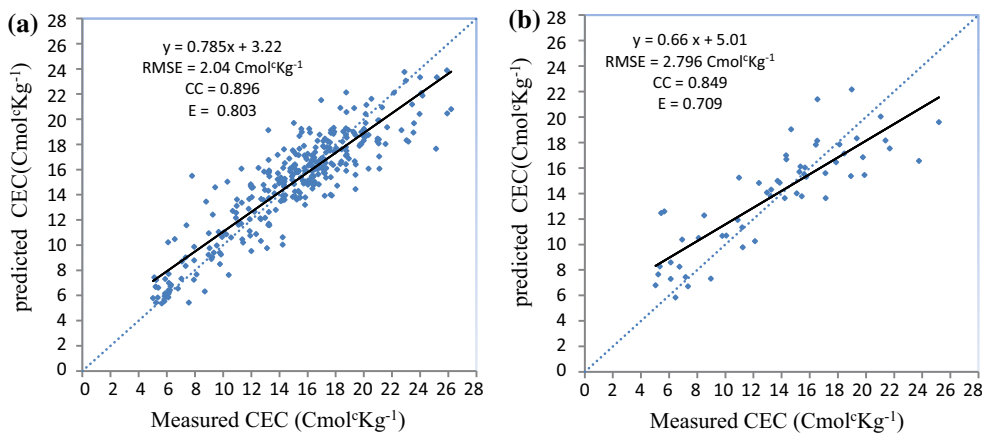 (a)
y = 0.785x + 3.22
RMSE = 2.04 CmolᶜKg⁻¹
CC = 0.896
E = 0.803
predicted CEC(CmolᶜKg⁻¹)
28
26
24
22
20
18
16
14
12
10
8
6
4
2
0
0 2 4 6 8 10 12 14 16 18 20 22 24 26 28
Measured CEC (CmolᶜKg⁻¹)
(b)
y = 0.66x + 5.01
RMSE = 2.796 CmolᶜKg⁻¹
CC = 0.849
E = 0.709
predicted CEC(CmolᶜKg⁻¹)
28
26
24
22
20
18
16
14
12
10
8
6
4
2
0
0 2 4 6 8 10 12 14 16 18 20 22 24 26 28
Measured CEC (CmolᶜKg⁻¹)